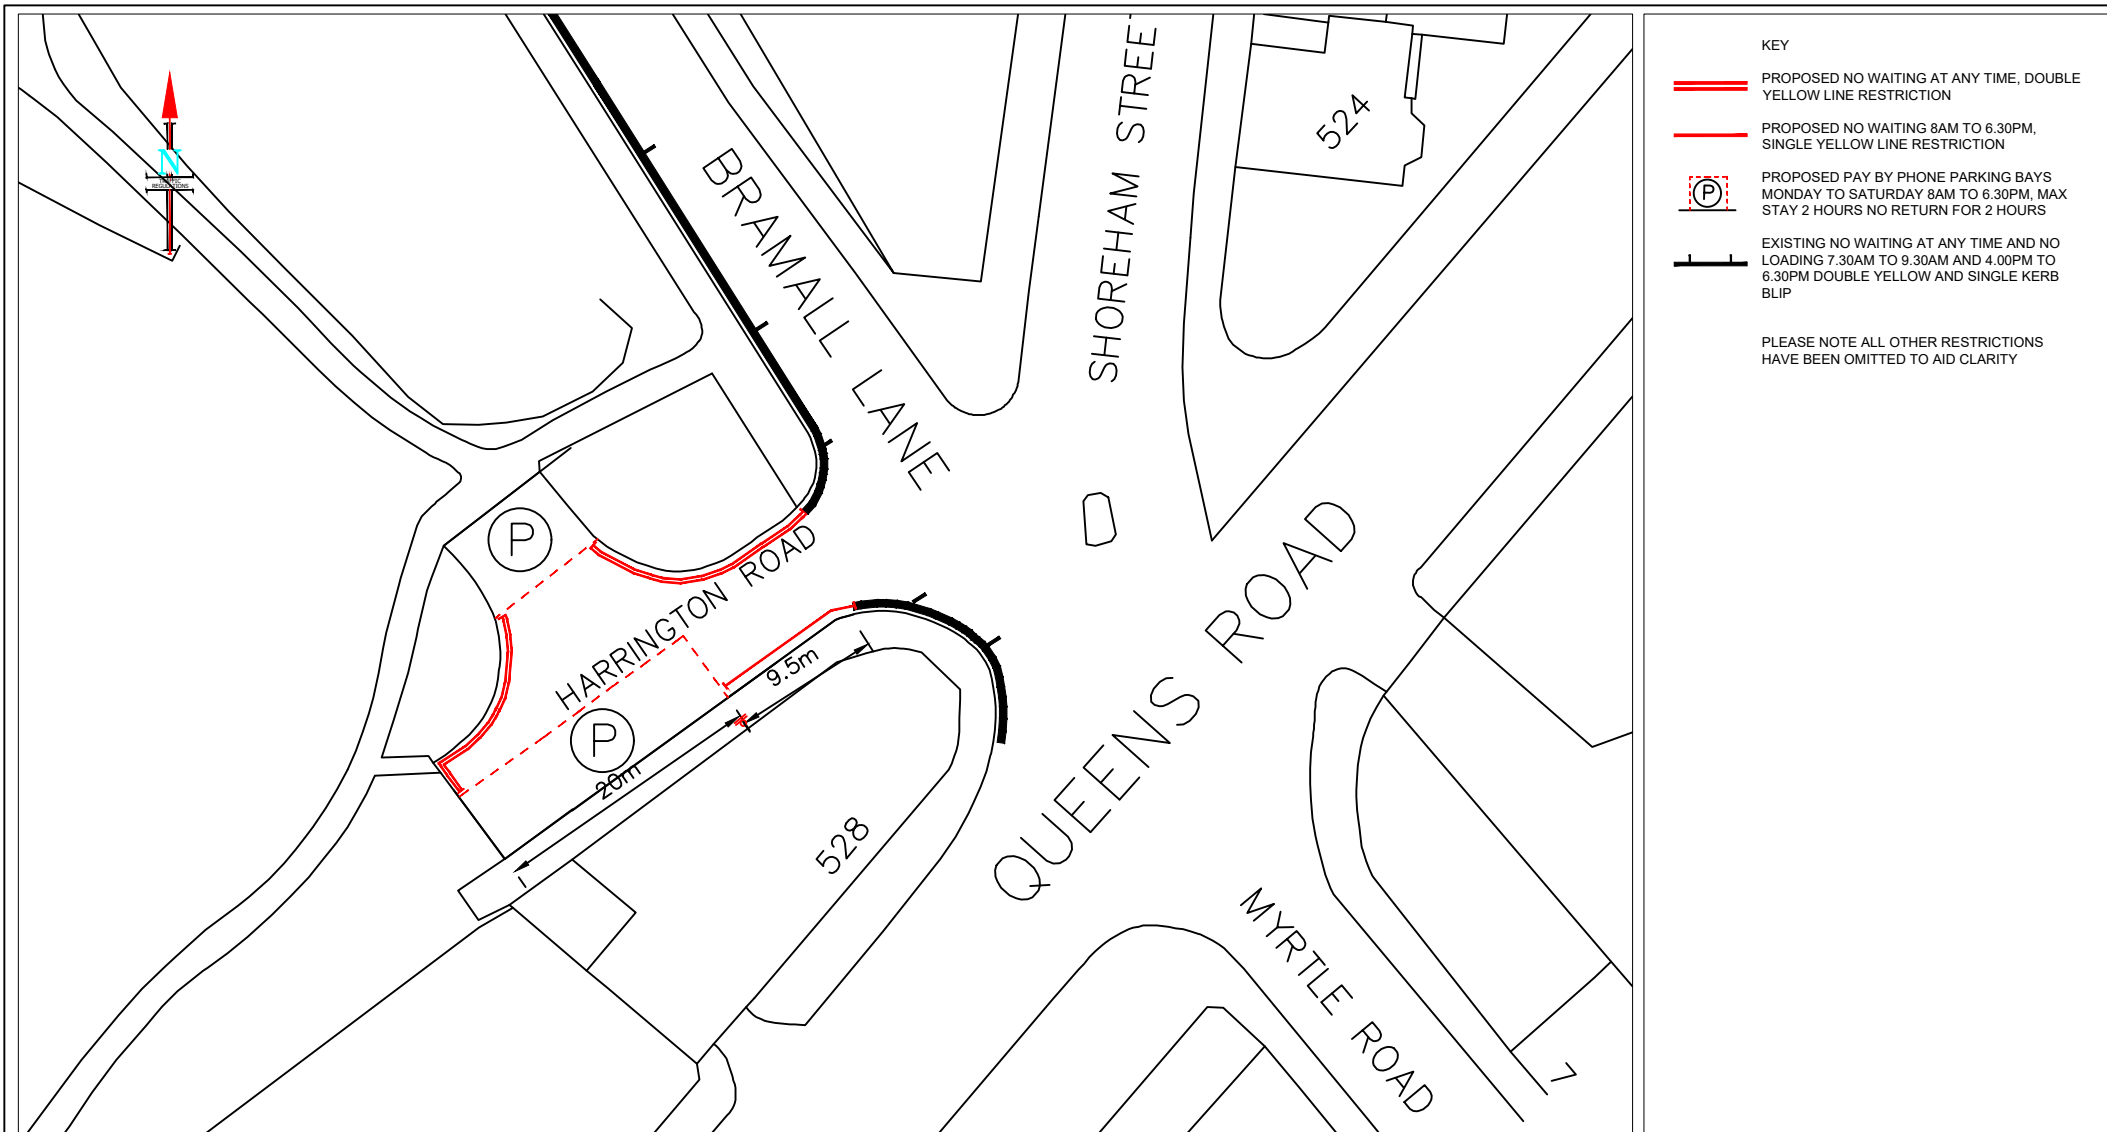 N
TRAFFIC
REGULATIONS
BRAMALL LANE
SHOREHAM STREE
524
P
HARRINGTON ROAD
9.5m
P
20m
528
QUEENS ROAD
MYRTLE ROAD
7
KEY
PROPOSED NO WAITING AT ANY TIME, DOUBLE
YELLOW LINE RESTRICTION
PROPOSED NO WAITING 8AM TO 6.30PM,
SINGLE YELLOW LINE RESTRICTION
P
PROPOSED PAY BY PHONE PARKING BAYS
MONDAY TO SATURDAY 8AM TO 6.30PM, MAX
STAY 2 HOURS NO RETURN FOR 2 HOURS
EXISTING NO WAITING AT ANY TIME AND NO
LOADING 7.30AM TO 9.30AM AND 4.00PM TO
6.30PM DOUBLE YELLOW AND SINGLE KERB
BLIP
PLEASE NOTE ALL OTHER RESTRICTIONS
HAVE BEEN OMITTED TO AID CLARITY